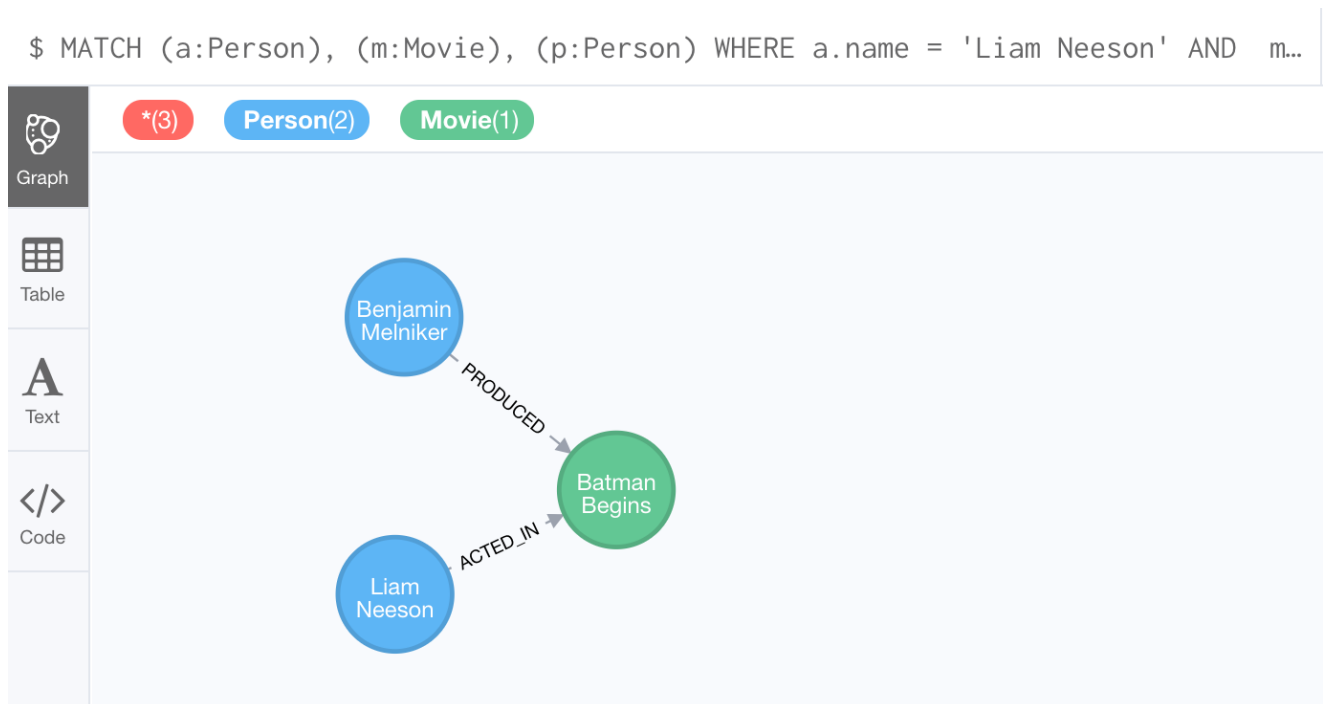 $ MATCH (a:Person), (m:Movie), (p:Person) WHERE a.name = 'Liam Neeson' AND  m…
*(3) Person(2) Movie(1)
Graph
Table
Text
Code
Benjamin
Melniker
PRODUCED
Batman
Begins
ACTED_IN
Liam
Neeson